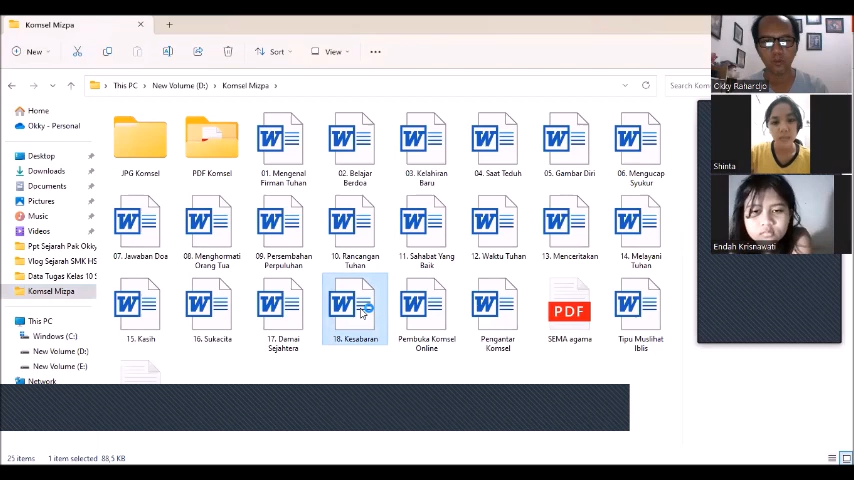 Komsel Mizpa
New
Sort
View
This PC
New Volume (D:)
Komsel Mizpa
Search Kom
Okky Rahardjo
Shinta
Endah Krisnawati
Home
Okky - Personal
Desktop
Downloads
Documents
Pictures
Music
Videos
Ppt Sejarah Pak Okky
Vlog Sejarah SMK HS
Data Tugas Kelas 10 S
Komsel Mizpa
This PC
Windows (C:)
New Volume (D:)
New Volume (E:)
Network
JPG Komsel
PDF Komsel
01. Mengenal
Firman Tuhan
02. Belajar
Berdoa
03. Kelahiran
Baru
04. Saat Teduh
05. Gambar Diri
06. Mengucap
Syukur
07. Jawaban Doa
08. Menghormati
Orang Tua
09. Persembahan
Perpuluhan
10. Rancangan
Tuhan
11. Sahabat Yang
Baik
12. Waktu Tuhan
13. Menceritakan
14. Melayani
Tuhan
15. Kasih
16. Sukacita
17. Damai
Sejahtera
18. Kesabaran
Pembuka Komsel
Online
Pengantar
Komsel
PDF
SEMA agama
Tipu Muslihat
Iblis
25 items
1 item selected: 88,5 KB